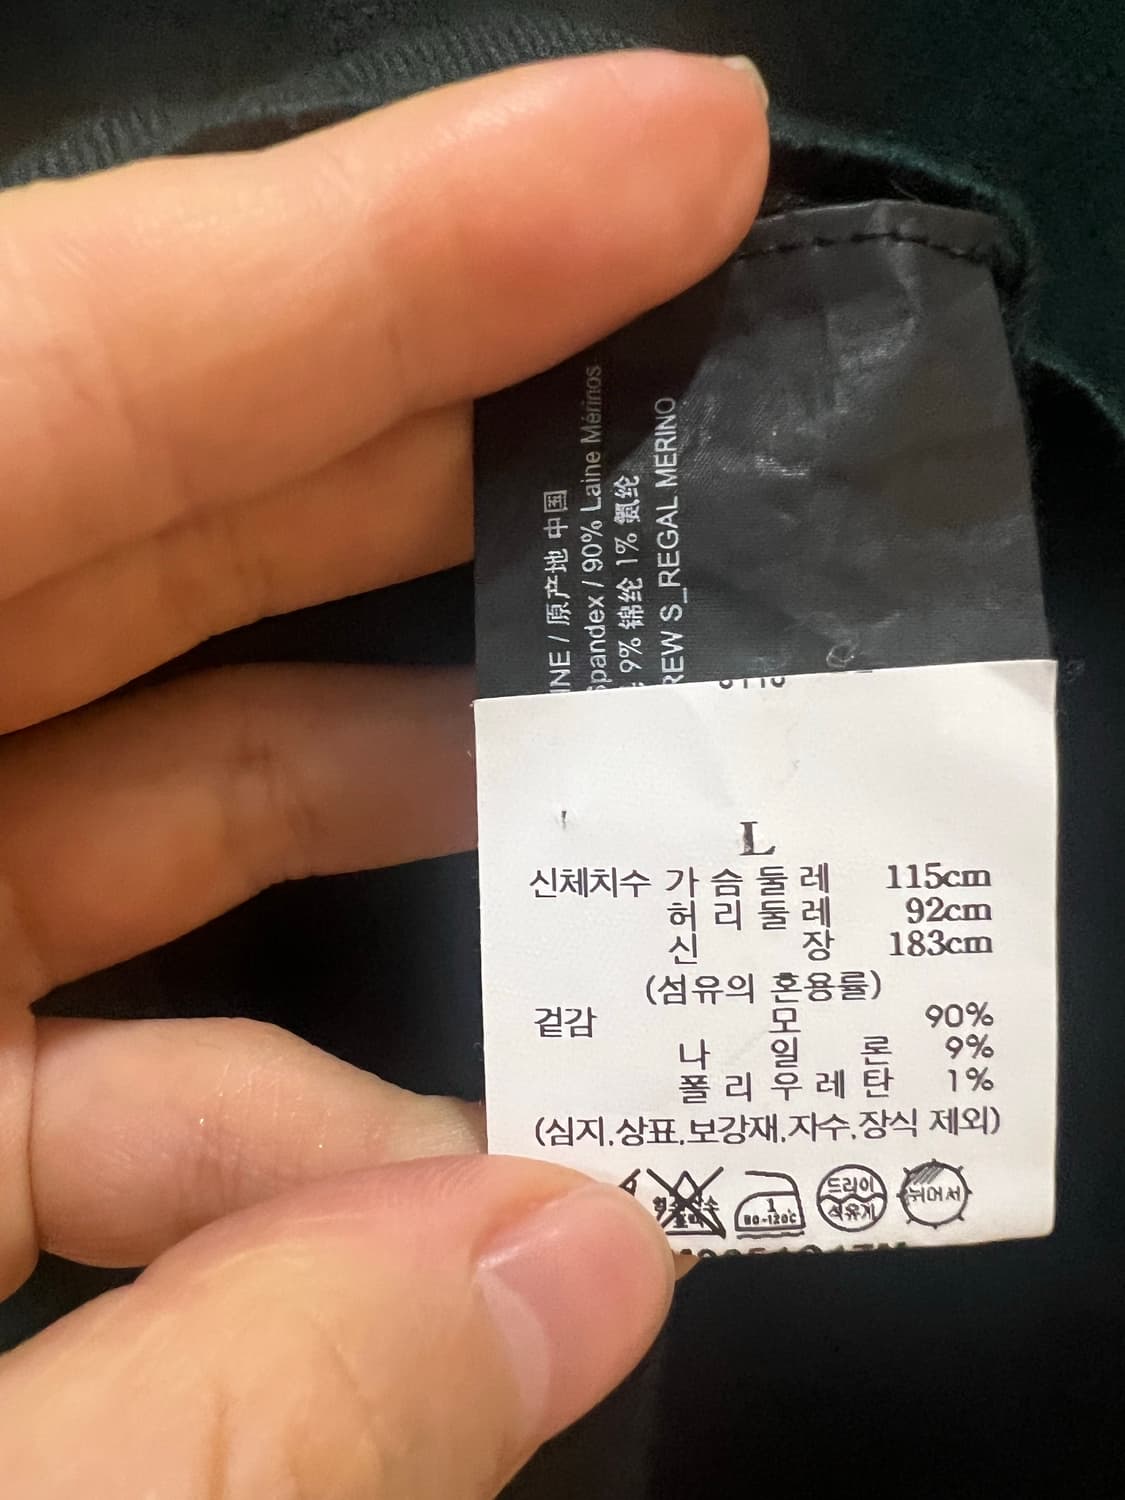 INE / 原产地 中国
Spandex / 90% Laine Mérinos
9% 锦纶 1% 氨纶
REW S_REGAL MERINO
L
신체치수 가슴둘레 115cm
허리둘레 92cm
신장 183cm
(섬유의 혼용률)
겉감 모 90%
나일론 9%
폴리우레탄 1%
(심지,상표,보강재,자수,장식 제외)
1
80-120℃
드라이
석유계
뉘어서